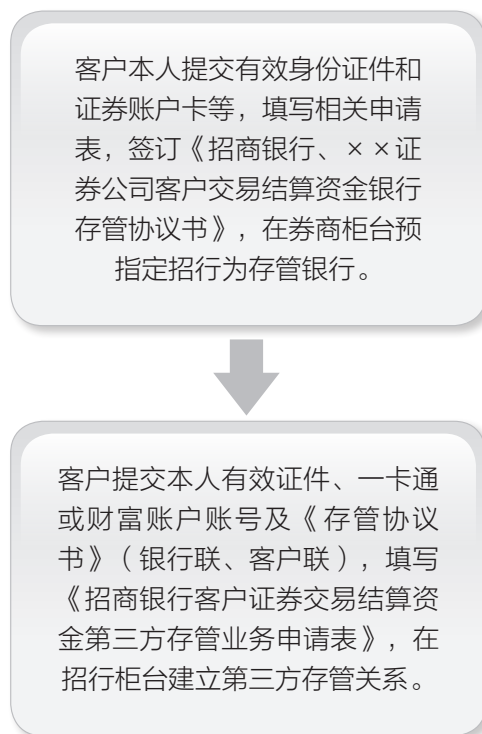 客户本人提交有效身份证件和
证券账户卡等，填写相关申请
表，签订《招商银行、××证
券公司客户交易结算资金银行
存管协议书》，在券商柜台预
指定招行为存管银行。
客户提交本人有效证件、一卡通
或财富账户账号及《存管协议
书》（银行联、客户联），填写
《招商银行客户证券交易结算资
金第三方存管业务申请表》，在
招行柜台建立第三方存管关系。